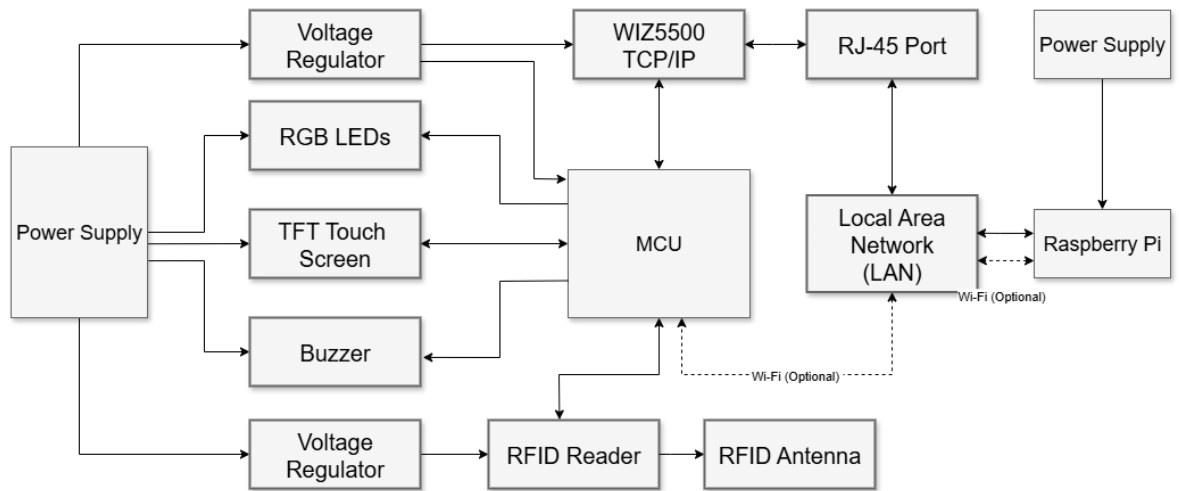 Voltage
Regulator
WIZ5500
TCP/IP
RJ-45 Port
Power Supply
RGB LEDs
Power Supply
TFT Touch
Screen
MCU
Local Area
Network
(LAN)
Raspberry Pi
Wi-Fi (Optional)
Buzzer
Wi-Fi (Optional)
Voltage
Regulator
RFID Reader
RFID Antenna